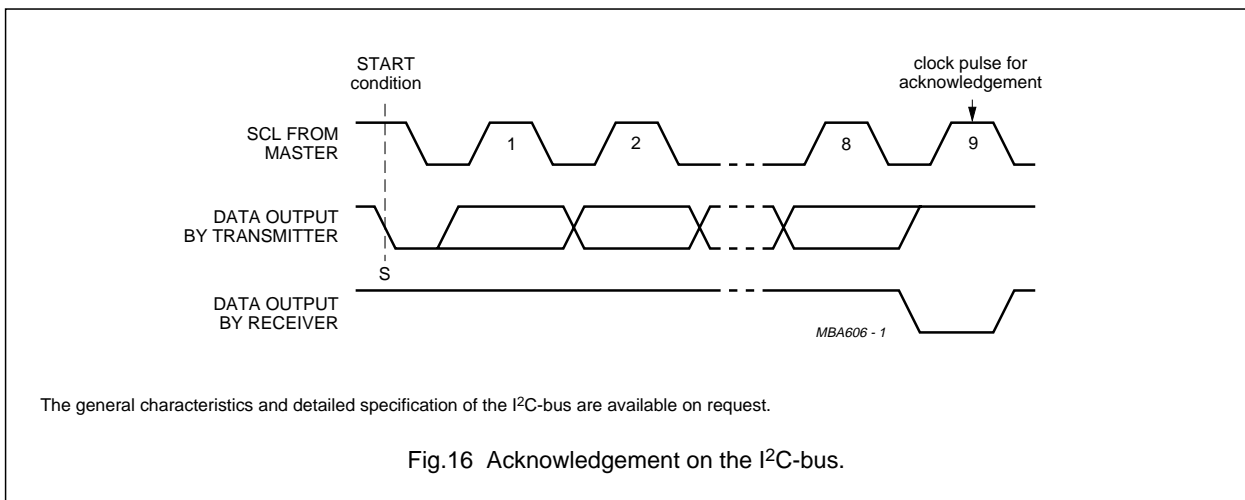 START
condition
clock pulse for
acknowledgement
SCL FROM
MASTER
1
2
8
9
DATA OUTPUT
BY TRANSMITTER
S
DATA OUTPUT
BY RECEIVER
MBA606 - 1
The general characteristics and detailed specification of the I²C-bus are available on request.
Fig.16 Acknowledgement on the I²C-bus.